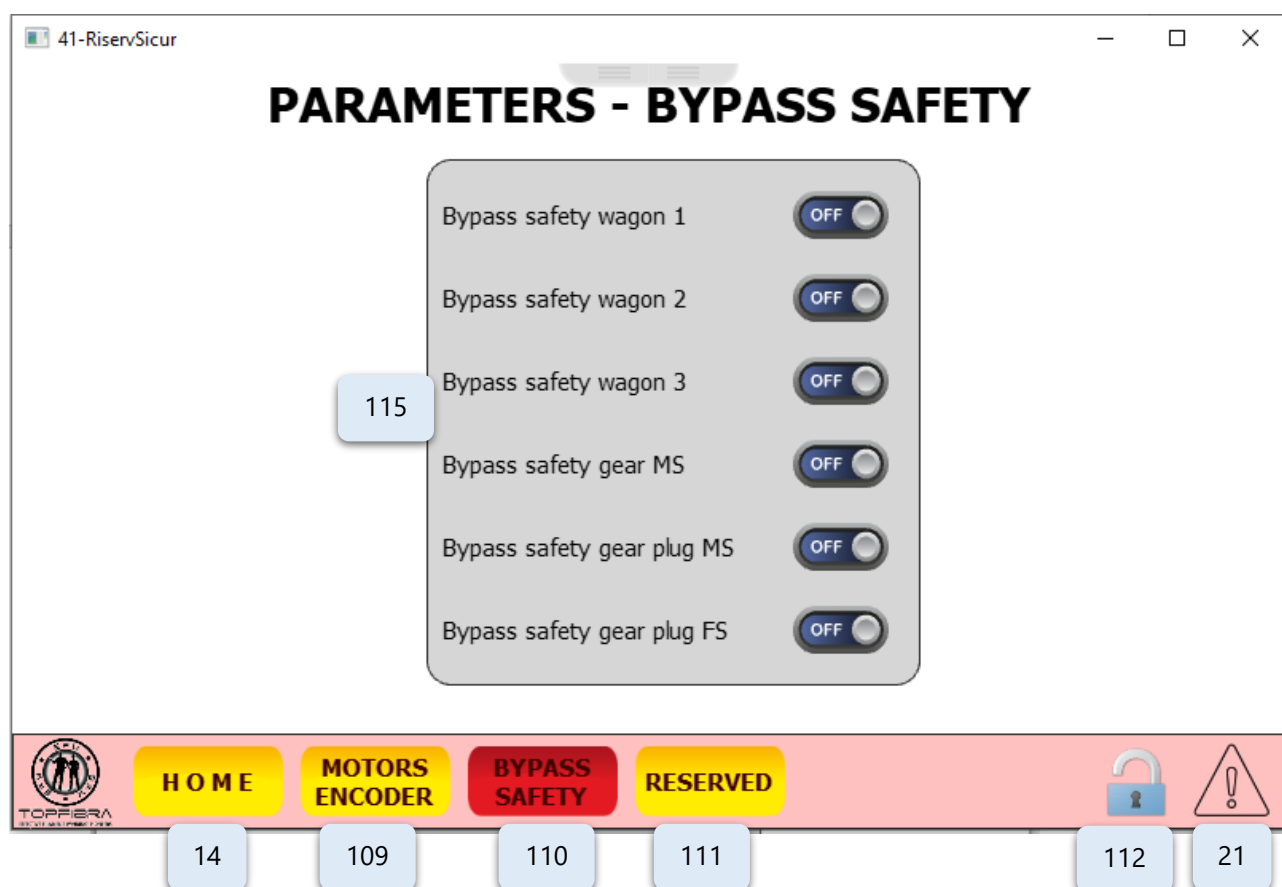 41-RiservSicur
PARAMETERS - BYPASS SAFETY
Bypass safety wagon 1 OFF
Bypass safety wagon 2 OFF
Bypass safety wagon 3 OFF
115
Bypass safety gear MS OFF
Bypass safety gear plug MS OFF
Bypass safety gear plug FS OFF
TOPFIBRA
HOME
MOTORS
ENCODER
BYPASS
SAFETY
RESERVED
14 109 110 111 112 21